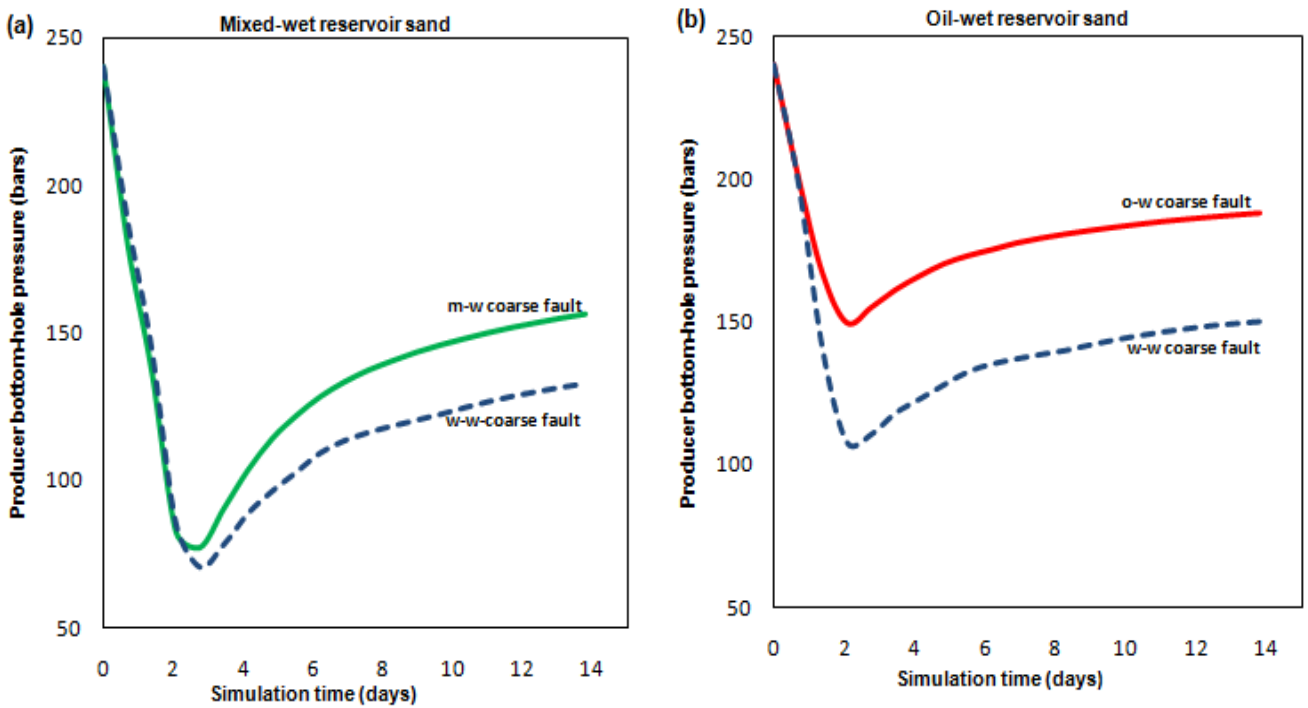 (a)
Mixed-wet reservoir sand
250
200
150
100
50
Producer bottom-hole pressure (bars)
m-w coarse fault
w-w-coarse fault
0 2 4 6 8 10 12 14
Simulation time (days)
(b)
Oil-wet reservoir sand
250
200
150
100
50
Producer bottom-hole pressure (bars)
o-w coarse fault
w-w coarse fault
0 2 4 6 8 10 12 14
Simulation time (days)